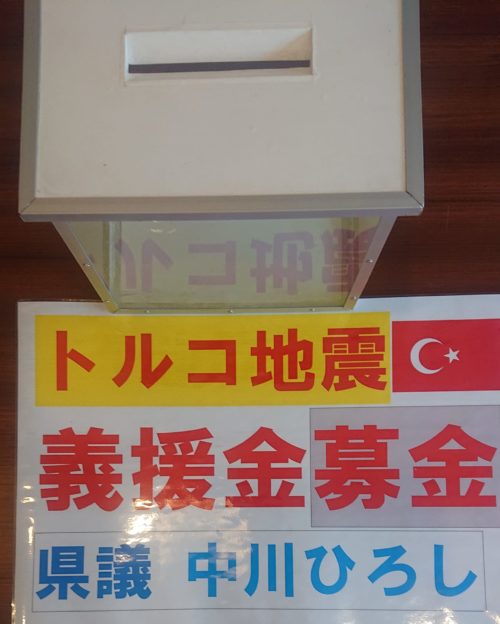 トルコ地震
義援金募金
県議 中川ひろし